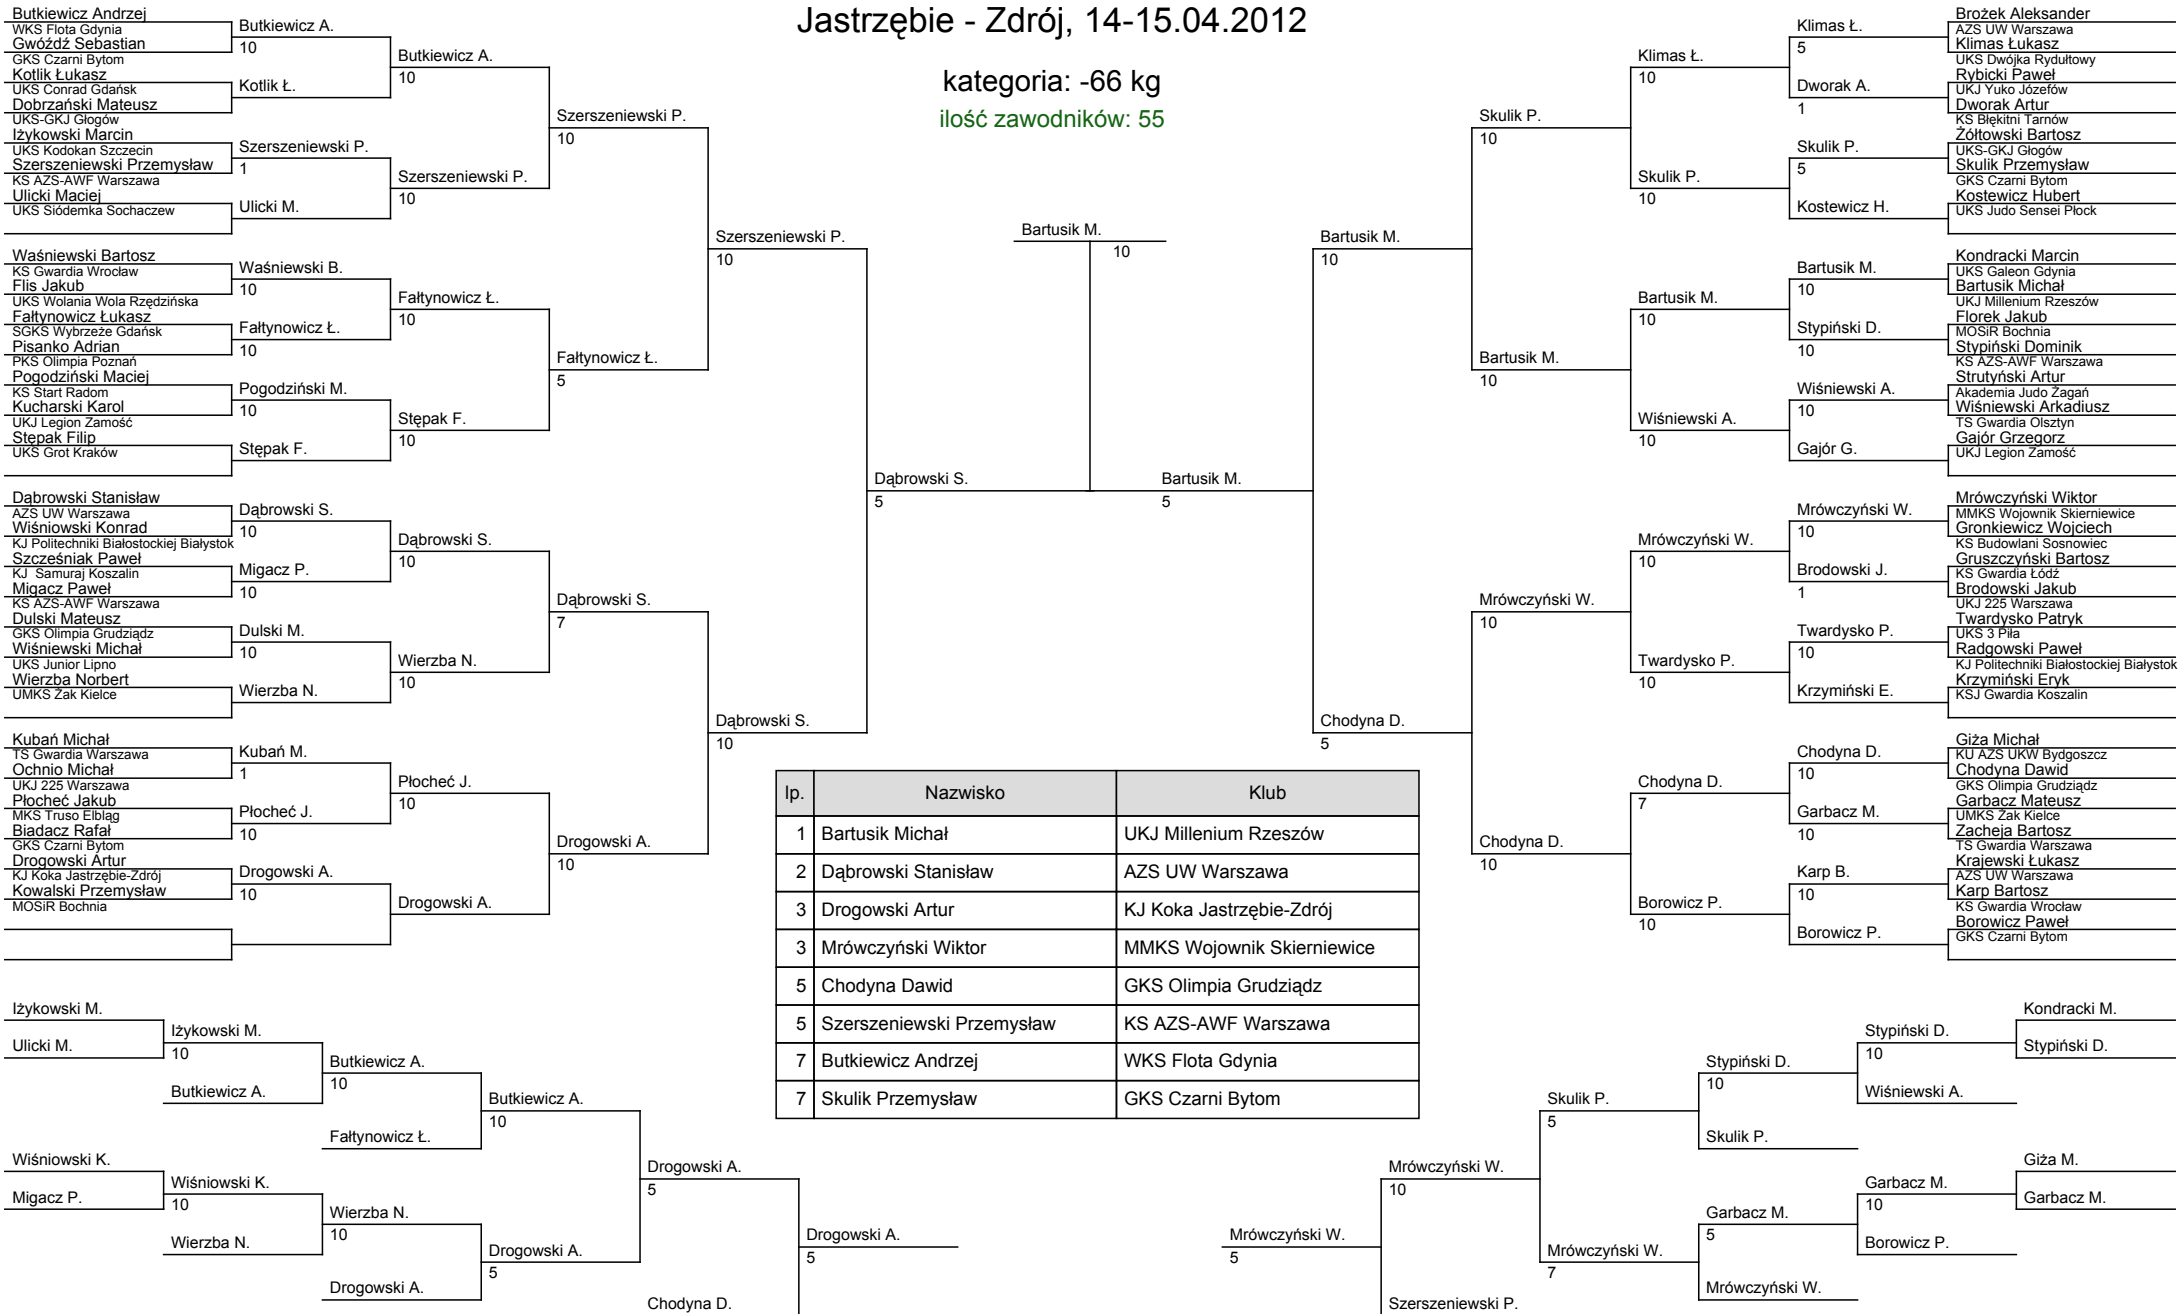 Jastrzębie - Zdrój, 14-15.04.2012
kategoria: -66 kg
ilość zawodników: 55
Butkiewicz Andrzej
WKS Flota Gdynia
Gwóźdź Sebastian
GKS Czarni Bytom
Kotlik Łukasz
UKS Conrad Gdańsk
Dobrzański Mateusz
UKS-GKJ Głogów
Iżykowski Marcin
UKS Kodokan Szczecin
Szerszeniewski Przemysław
KS AZS-AWF Warszawa
Ulicki Maciej
UKS Siódemka Sochaczew
Waśniewski Bartosz
KS Gwardia Wrocław
Flis Jakub
UKS Wolania Wola Rzędzińska
Fałtynowicz Łukasz
SGKS Wybrzeże Gdańsk
Pisanko Adrian
PKS Olimpia Poznań
Pogodziński Maciej
KS Start Radom
Kucharski Karol
UKJ Legion Zamość
Stępak Filip
UKS Grot Kraków
Dąbrowski Stanisław
AZS UW Warszawa
Wiśniowski Konrad
KJ Politechniki Białostockiej Białystok
Szcześniak Paweł
KJ Samuraj Koszalin
Migacz Paweł
KS AZS-AWF Warszawa
Dulski Mateusz
GKS Olimpia Grudziądz
Wiśniewski Michał
UKS Junior Lipno
Wierzba Norbert
UMKS Żak Kielce
Kubań Michał
TS Gwardia Warszawa
Ochnio Michał
UKJ 225 Warszawa
Płocheć Jakub
MKS Truso Elbląg
Biadacz Rafał
GKS Czarni Bytom
Drogowski Artur
KJ Koka Jastrzębie-Zdrój
Kowalski Przemysław
MOSiR Bochnia
Butkiewicz A.
10
Kotlik Ł.
Szerszeniewski P.
1
Ulicki M.
Waśniewski B.
10
Fałtynowicz Ł.
10
Pogodziński M.
10
Stępak F.
Dąbrowski S.
10
Migacz P.
10
Dulski M.
10
Wierzba N.
Kubań M.
1
Płocheć J.
10
Drogowski A.
10
Butkiewicz A.
10
Szerszeniewski P.
10
Fałtynowicz Ł.
10
Stępak F.
10
Dąbrowski S.
10
Wierzba N.
10
Płocheć J.
10
Drogowski A.
Szerszeniewski P.
10
Fałtynowicz Ł.
5
Dąbrowski S.
7
Drogowski A.
10
Szerszeniewski P.
10
Dąbrowski S.
10
Dąbrowski S.
5
Bartusik M.
10
Bartusik M.
5
Bartusik M.
10
Chodyna D.
5
Skulik P.
10
Bartusik M.
10
Mrówczyński W.
10
Chodyna D.
10
Klimas Ł.
10
Skulik P.
10
Bartusik M.
10
Wiśniewski A.
10
Mrówczyński W.
10
Twardysko P.
10
Chodyna D.
7
Borowicz P.
10
Klimas Ł.
5
Dworak A.
1
Skulik P.
5
Kostewicz H.
Bartusik M.
10
Stypiński D.
10
Wiśniewski A.
10
Gajór G.
Mrówczyński W.
10
Brodowski J.
1
Twardysko P.
10
Krzymiński E.
Chodyna D.
10
Garbacz M.
10
Karp B.
10
Borowicz P.
Brożek Aleksander
AZS UW Warszawa
Klimas Łukasz
UKS Dwójka Rydułtowy
Rybicki Paweł
UKJ Yuko Józefów
Dworak Artur
KS Błękitni Tarnów
Żółtowski Bartosz
UKS-GKJ Głogów
Skulik Przemysław
GKS Czarni Bytom
Kostewicz Hubert
UKS Judo Sensei Płock
Kondracki Marcin
UKS Galeon Gdynia
Bartusik Michał
UKJ Millenium Rzeszów
Florek Jakub
MOSiR Bochnia
Stypiński Dominik
KS AZS-AWF Warszawa
Strutyński Artur
Akademia Judo Żagań
Wiśniewski Arkadiusz
TS Gwardia Olsztyn
Gajór Grzegorz
UKJ Legion Zamość
Mrówczyński Wiktor
MMKS Wojownik Skierniewice
Gronkiewicz Wojciech
KS Budowlani Sosnowiec
Gruszczyński Bartosz
KS Gwardia Łódź
Brodowski Jakub
UKJ 225 Warszawa
Twardysko Patryk
UKS 3 Piła
Radgowski Paweł
KJ Politechniki Białostockiej Białystok
Krzymiński Eryk
KSJ Gwardia Koszalin
Giża Michał
KU AZS UKW Bydgoszcz
Chodyna Dawid
GKS Olimpia Grudziądz
Garbacz Mateusz
UMKS Żak Kielce
Zacheja Bartosz
TS Gwardia Warszawa
Krajewski Łukasz
AZS UW Warszawa
Karp Bartosz
KS Gwardia Wrocław
Borowicz Paweł
GKS Czarni Bytom
lp. Nazwisko Klub
1 Bartusik Michał UKJ Millenium Rzeszów
2 Dąbrowski Stanisław AZS UW Warszawa
3 Drogowski Artur KJ Koka Jastrzębie-Zdrój
3 Mrówczyński Wiktor MMKS Wojownik Skierniewice
5 Chodyna Dawid GKS Olimpia Grudziądz
5 Szerszeniewski Przemysław KS AZS-AWF Warszawa
7 Butkiewicz Andrzej WKS Flota Gdynia
7 Skulik Przemysław GKS Czarni Bytom
Iżykowski M.
Ulicki M.
Wiśniowski K.
Migacz P.
Iżykowski M.
10
Butkiewicz A.
Wiśniowski K.
10
Wierzba N.
Butkiewicz A.
10
Fałtynowicz Ł.
Wierzba N.
10
Drogowski A.
Butkiewicz A.
10
Drogowski A.
5
Drogowski A.
5
Chodyna D.
Drogowski A.
5
Mrówczyński W.
5
Mrówczyński W.
10
Szerszeniewski P.
Skulik P.
5
Mrówczyński W.
7
Stypiński D.
10
Skulik P.
Garbacz M.
5
Mrówczyński W.
Stypiński D.
10
Wiśniewski A.
Garbacz M.
10
Borowicz P.
Kondracki M.
Stypiński D.
Giża M.
Garbacz M.